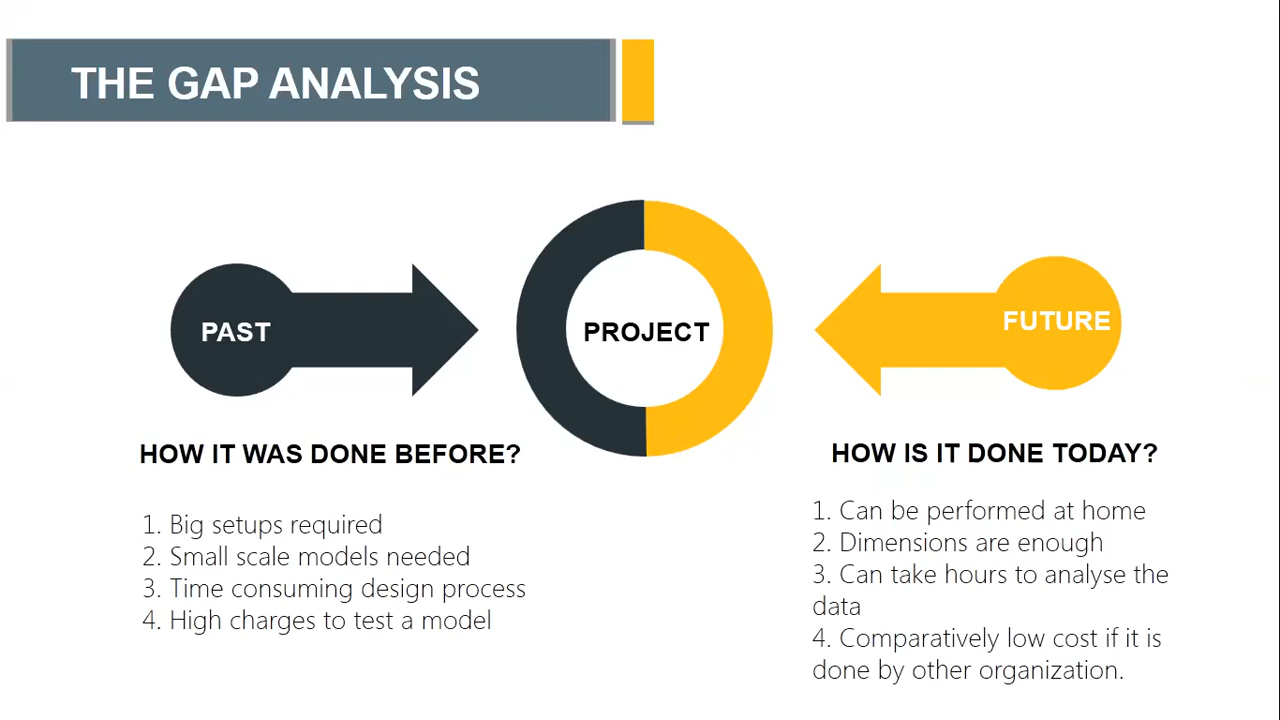 THE GAP ANALYSIS
PAST
PROJECT
FUTURE
HOW IT WAS DONE BEFORE?
1. Big setups required
2. Small scale models needed
3. Time consuming design process
4. High charges to test a model
HOW IS IT DONE TODAY?
1. Can be performed at home
2. Dimensions are enough
3. Can take hours to analyse the
data
4. Comparatively low cost if it is
done by other organization.